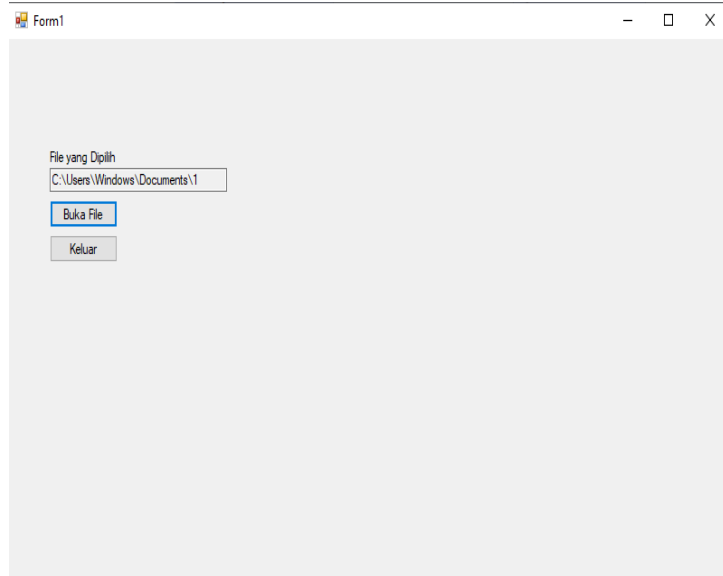 Form1
File yang Dipilih
C:\Users\Windows\Documents\1
Buka File
Keluar